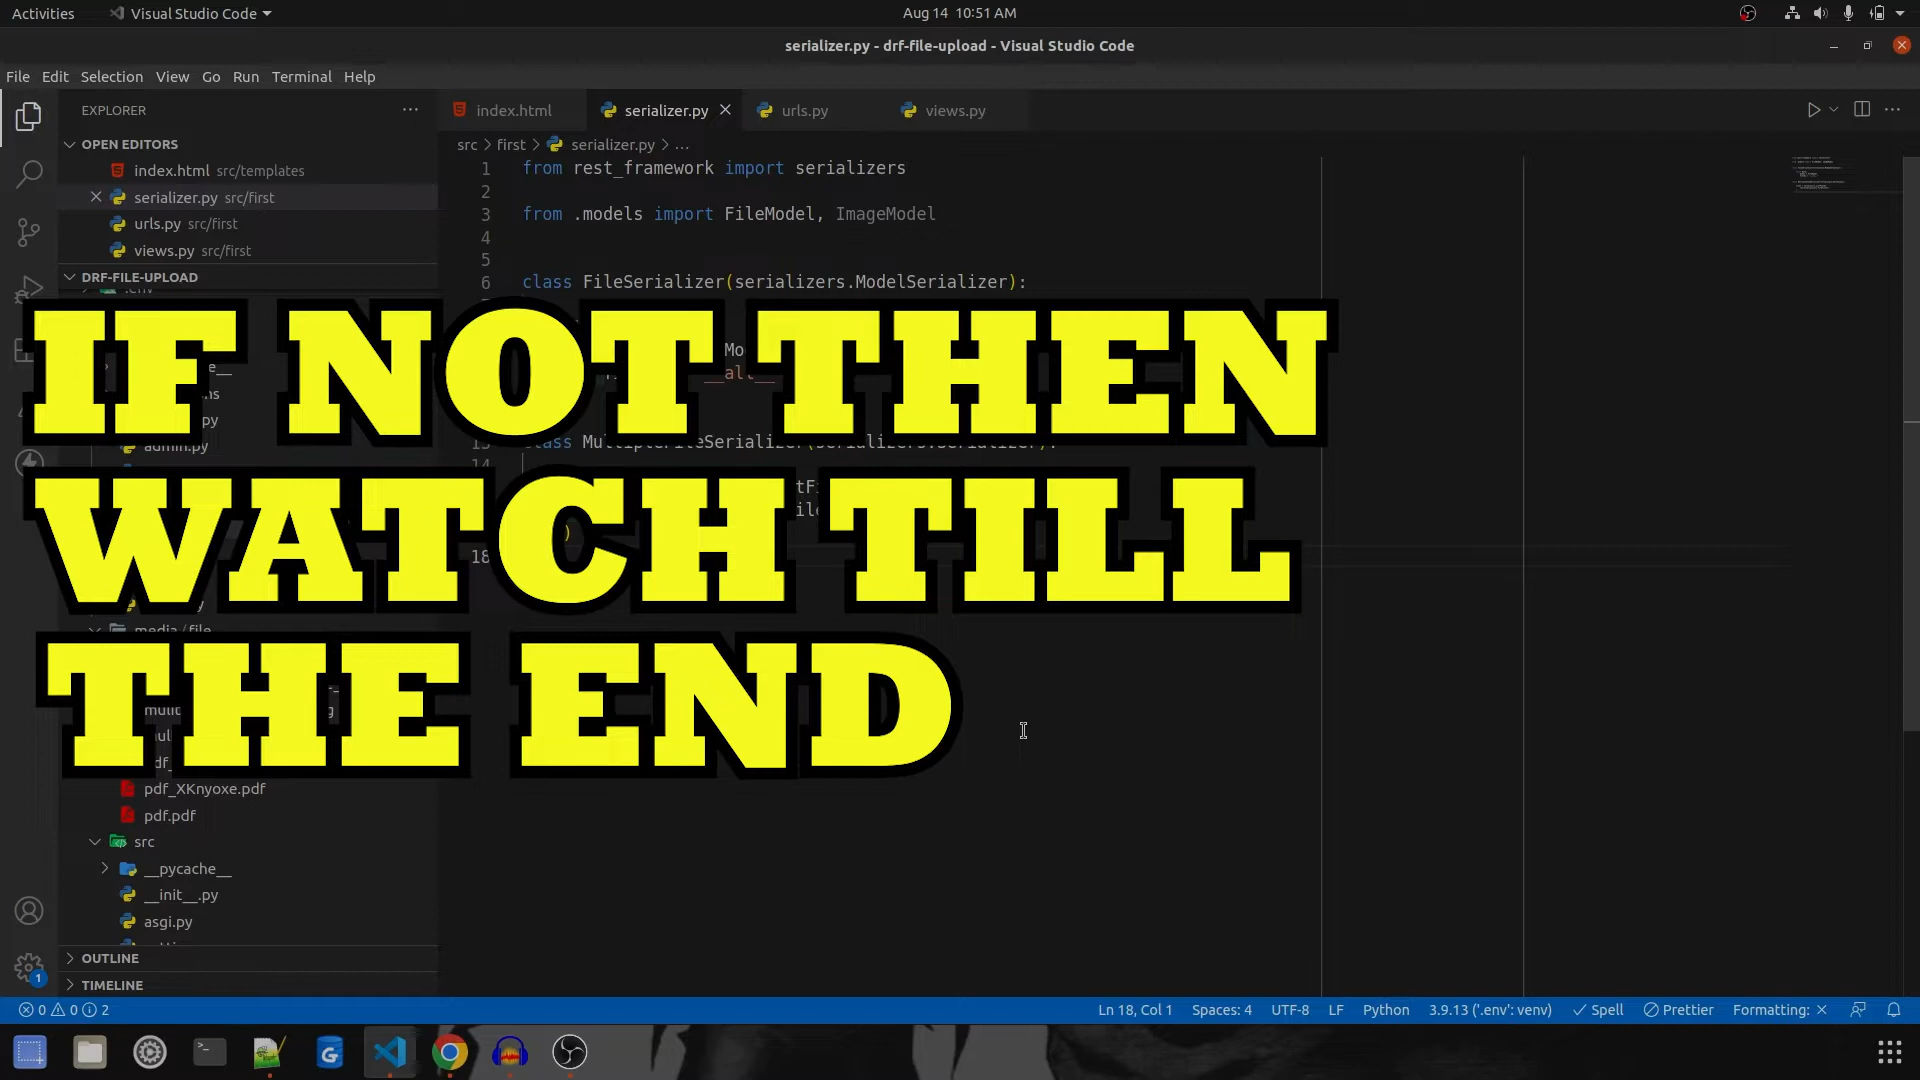 Activities
Visual Studio Code
Aug 14 10:51 AM
serializer.py - drf-file-upload - Visual Studio Code
File Edit Selection View Go Run Terminal Help
EXPLORER
index.html
serializer.py
urls.py
views.py
OPEN EDITORS
index.html src/templates
serializer.py src/first
urls.py src/first
views.py src/first
DRF-FILE-UPLOAD
src > first > serializer.py > ...
1 from rest_framework import serializers
2
3 from .models import FileModel, ImageModel
4
5
6 class FileSerializer(serializers.ModelSerializer):
IF NOT THEN
WATCH TILL
THE END
__all__
admin.py
18
pdf_XKnyoxe.pdf
pdf.pdf
src
__pycache__
__init__.py
asgi.py
OUTLINE
TIMELINE
1
0 0 2
Ln 18, Col 1
Spaces: 4
UTF-8
LF
Python
3.9.13 ('.env': venv)
Spell
Prettier
Formatting: ×